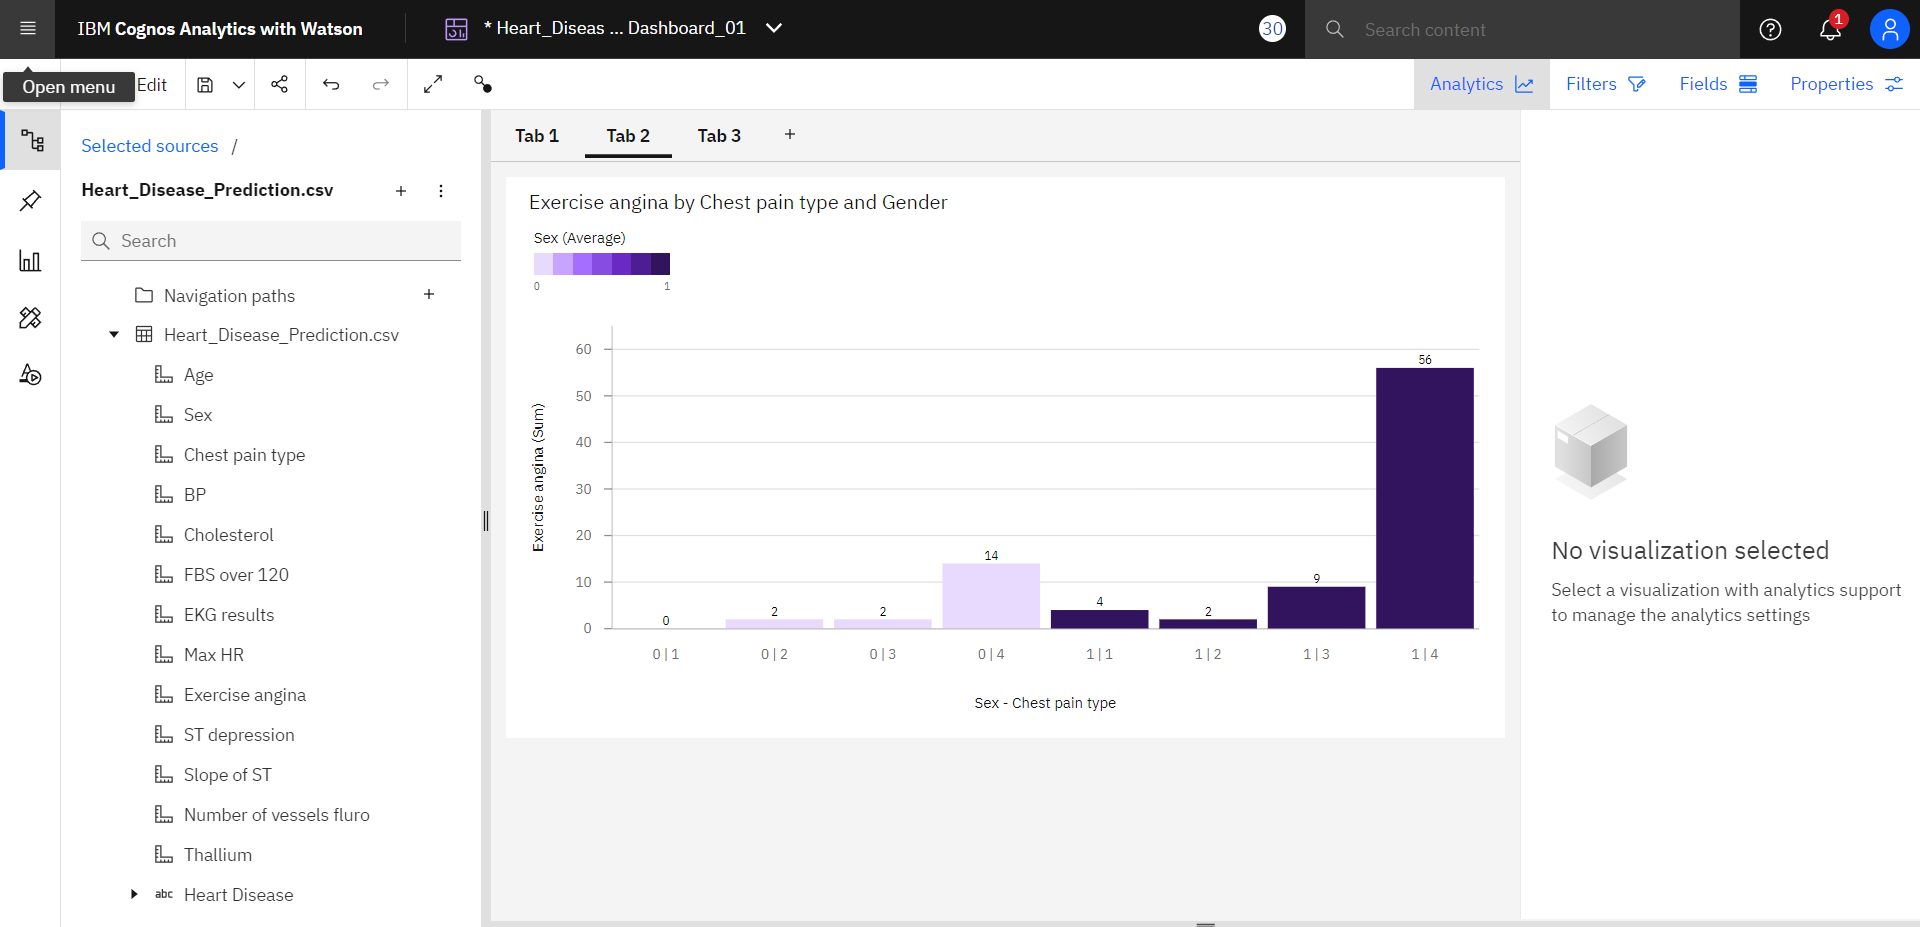 IBM Cognos Analytics with Watson
* Heart_Diseas ... Dashboard_01
30
Search content
1
Open menu
Edit
Analytics
Filters
Fields
Properties
Selected sources /
Heart_Disease_Prediction.csv
Search
Navigation paths
Heart_Disease_Prediction.csv
Age
Sex
Chest pain type
BP
Cholesterol
FBS over 120
EKG results
Max HR
Exercise angina
ST depression
Slope of ST
Number of vessels fluro
Thallium
abc Heart Disease
Tab 1 Tab 2 Tab 3 +
Exercise angina by Chest pain type and Gender
Sex (Average)
0 1
Exercise angina (Sum)
60
50
40
30
20
10
0
0 2 2 14 4 2 9 56
0 | 1 0 | 2 0 | 3 0 | 4 1 | 1 1 | 2 1 | 3 1 | 4
Sex - Chest pain type
No visualization selected
Select a visualization with analytics support
to manage the analytics settings